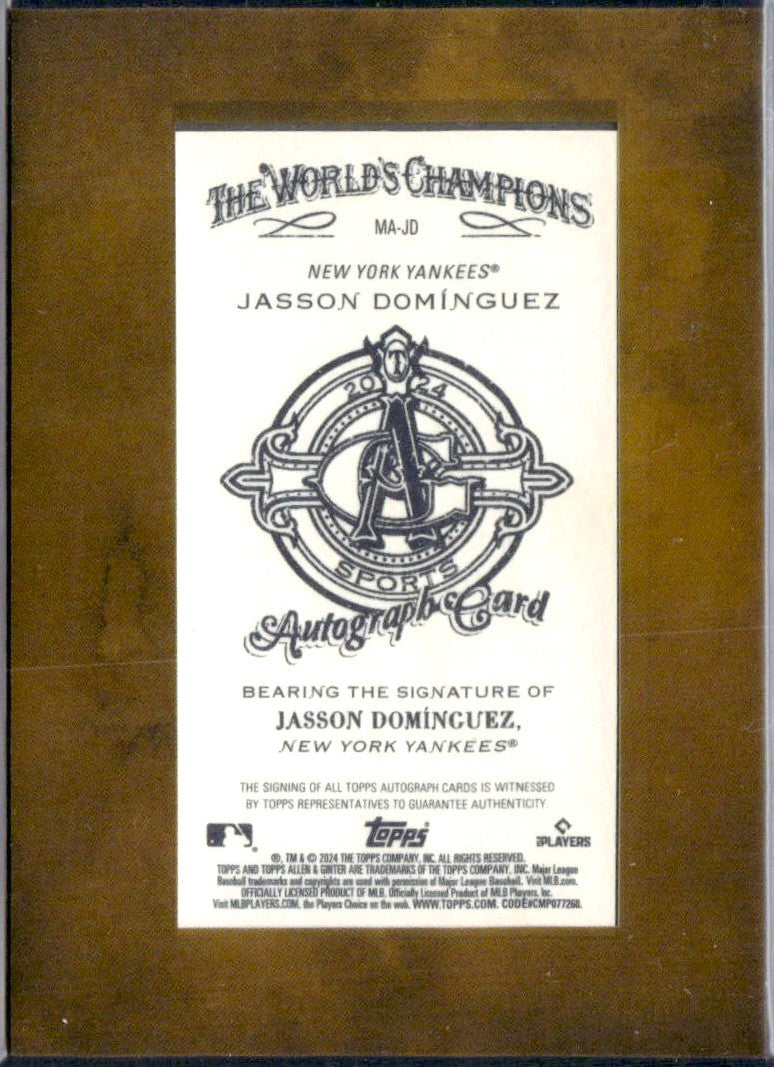 THE WORLD'S CHAMPIONS
MA-JD
NEW YORK YANKEES®
JASSON DOMÍNGUEZ
T
20 24
A&G
SPORTS
Autograph Card
BEARING THE SIGNATURE OF
JASSON DOMÍNGUEZ,
NEW YORK YANKEES®
THE SIGNING OF ALL TOPPS AUTOGRAPH CARDS IS WITNESSED
BY TOPPS REPRESENTATIVES TO GUARANTEE AUTHENTICITY.
® Topps MLB PLAYERS
®, TM & © 2024 THE TOPPS COMPANY, INC. ALL RIGHTS RESERVED.
TOPPS AND TOPPS ALLEN & GINTER ARE TRADEMARKS OF THE TOPPS COMPANY, INC. Major League
Baseball trademarks and copyrights are used with permission of Major League Baseball. Visit MLB.com.
OFFICIALLY LICENSED PRODUCT OF MLB. Officially Licensed Product of MLB Players, Inc.
Visit MLBPLAYERS.COM, the Players Choice on the web. WWW.TOPPS.COM. CODE#CMP077268.